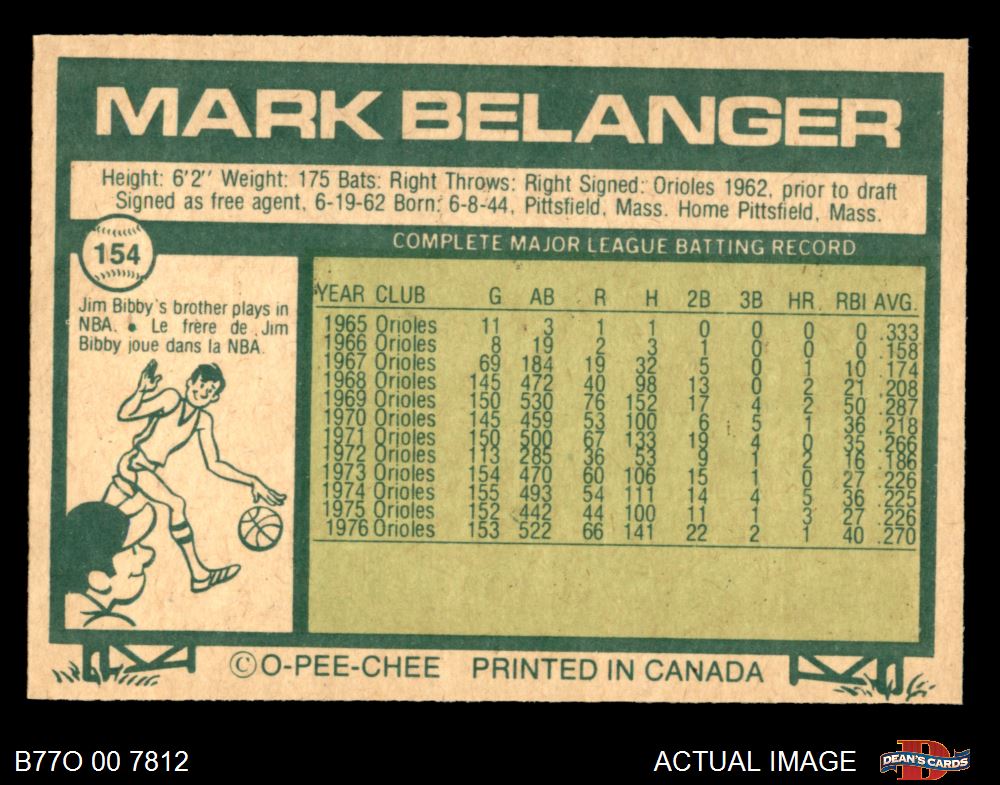 MARK BELANGER
Height: 6'2" Weight: 175 Bats: Right Throws: Right Signed: Orioles 1962, prior to draft
Signed as free agent, 6-19-62 Born: 6-8-44, Pittsfield, Mass. Home Pittsfield, Mass.
154
COMPLETE MAJOR LEAGUE BATTING RECORD
Jim Bibby's brother plays in
NBA. • Le frère de Jim
Bibby joue dans la NBA.
YEAR CLUB G AB R H 2B 3B HR. RBI AVG.
1965 Orioles 11 3 1 1 0 0 0 0 .333
1966 Orioles 8 19 2 3 1 0 0 0 .158
1967 Orioles 69 184 19 32 5 0 1 10 .174
1968 Orioles 145 472 40 98 13 0 2 21 .208
1969 Orioles 150 530 76 152 17 4 2 50 .287
1970 Orioles 145 459 53 100 6 5 1 36 .218
1971 Orioles 150 500 67 133 19 4 0 35 .266
1972 Orioles 113 285 36 53 9 1 2 16 .186
1973 Orioles 154 470 60 106 15 1 0 27 .226
1974 Orioles 155 493 54 111 14 4 5 36 .225
1975 Orioles 152 442 44 100 11 1 3 27 .226
1976 Orioles 153 522 66 141 22 2 1 40 .270
©O-PEE-CHEE PRINTED IN CANADA
B77O 00 7812
ACTUAL IMAGE
D
DEAN'S CARDS